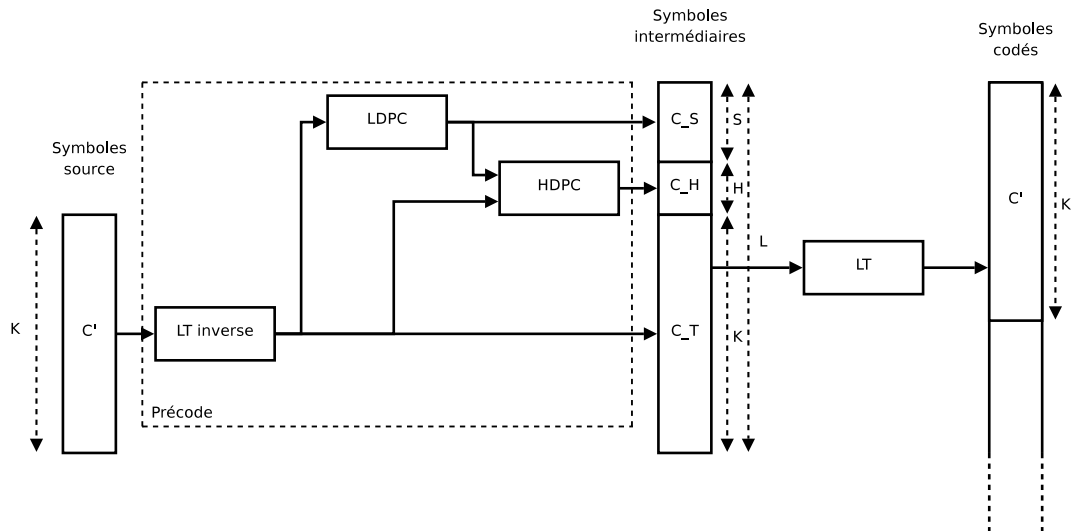 Symboles
intermédiaires
Symboles
codés
LDPC
C_S
S
K
Symboles
source
HDPC
C_H
H
C'
L
LT
K
C'
LT inverse
C_T
K
Précode